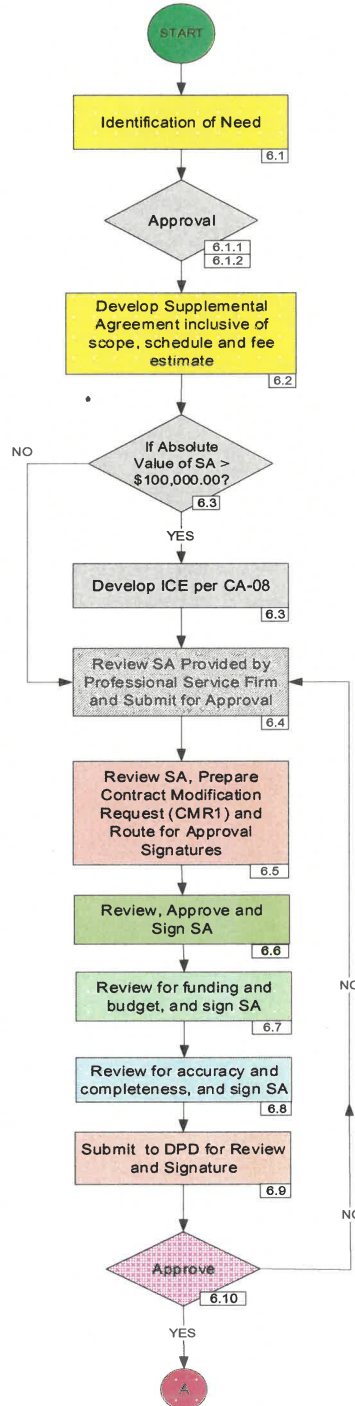 START
Identification of Need
6.1
Approval
6.1.1
6.1.2
Develop Supplemental
Agreement inclusive of
scope, schedule and fee
estimate
6.2
If Absolute
Value of SA >
$100,000.00?
6.3
NO
YES
Develop ICE per CA-08
6.3
Review SA Provided by
Professional Service Firm
and Submit for Approval
6.4
Review SA, Prepare
Contract Modification
Request (CMR1) and
Route for Approval
Signatures
6.5
Review, Approve and
Sign SA
6.6
Review for funding and
budget, and sign SA
6.7
NO
Review for accuracy and
completeness, and sign SA
6.8
Submit to DPD for Review
and Signature
6.9
NO
Approve
6.10
YES
A